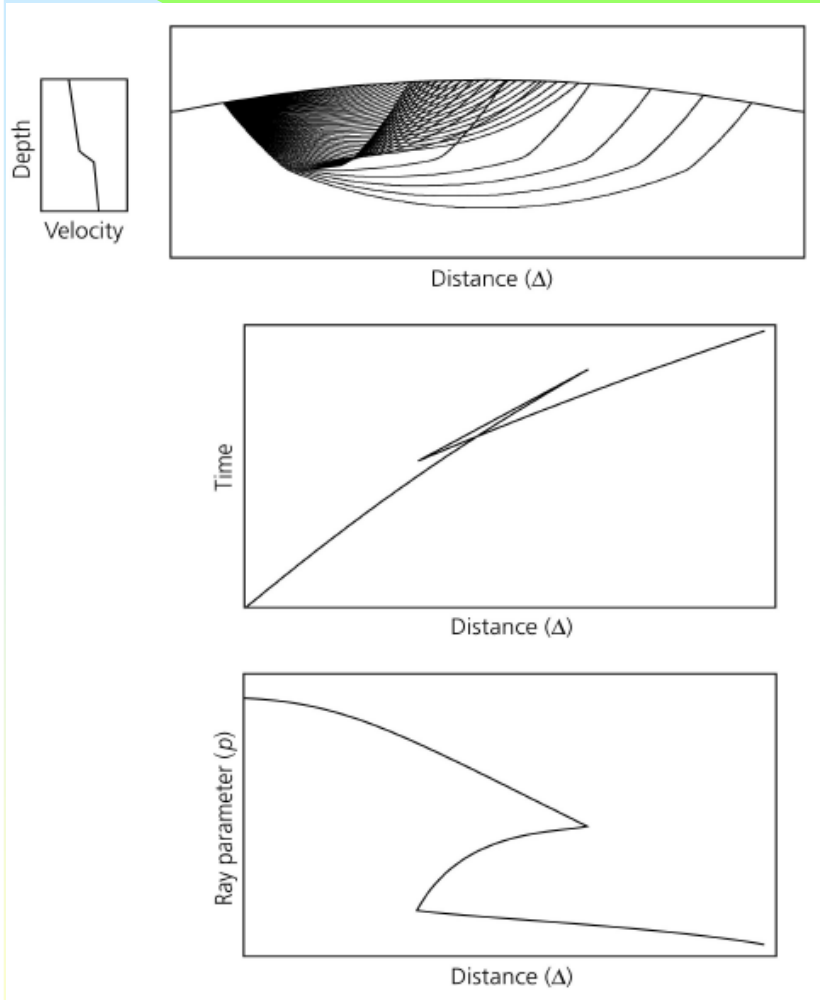 Depth
Velocity
Distance (Δ)
Time
Distance (Δ)
Ray parameter (p)
Distance (Δ)